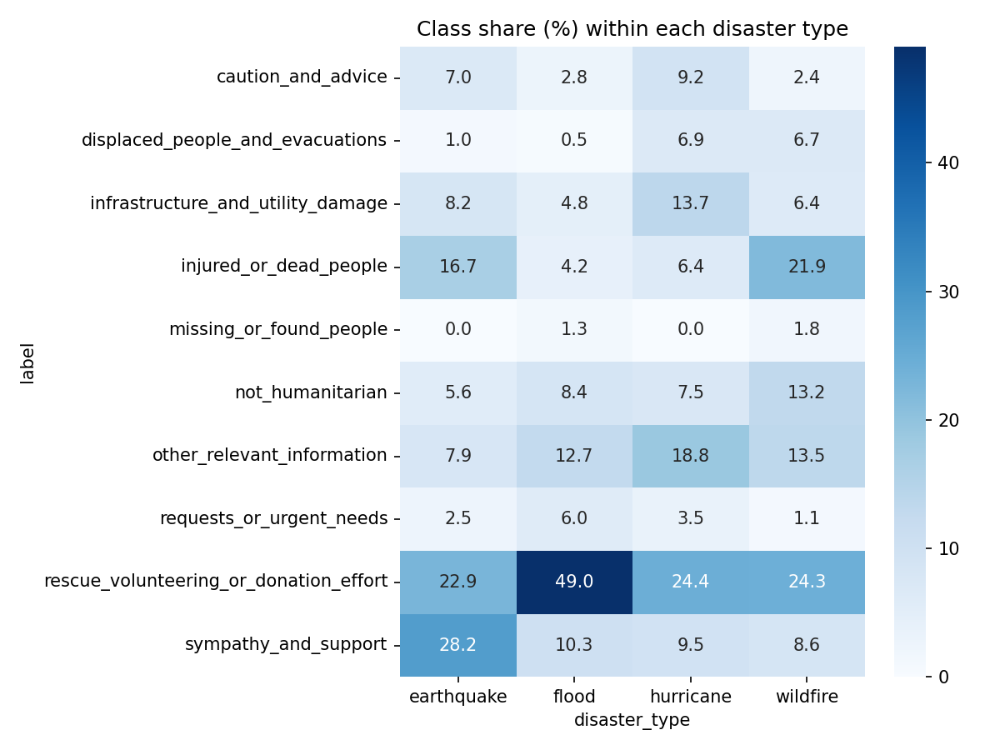 Class share (%) within each disaster type
caution_and_advice 7.0 2.8 9.2 2.4
displaced_people_and_evacuations 1.0 0.5 6.9 6.7
infrastructure_and_utility_damage 8.2 4.8 13.7 6.4
injured_or_dead_people 16.7 4.2 6.4 21.9
missing_or_found_people 0.0 1.3 0.0 1.8
not_humanitarian 5.6 8.4 7.5 13.2
other_relevant_information 7.9 12.7 18.8 13.5
requests_or_urgent_needs 2.5 6.0 3.5 1.1
rescue_volunteering_or_donation_effort 22.9 49.0 24.4 24.3
sympathy_and_support 28.2 10.3 9.5 8.6
earthquake flood hurricane wildfire
disaster_type
label
40
30
20
10
0